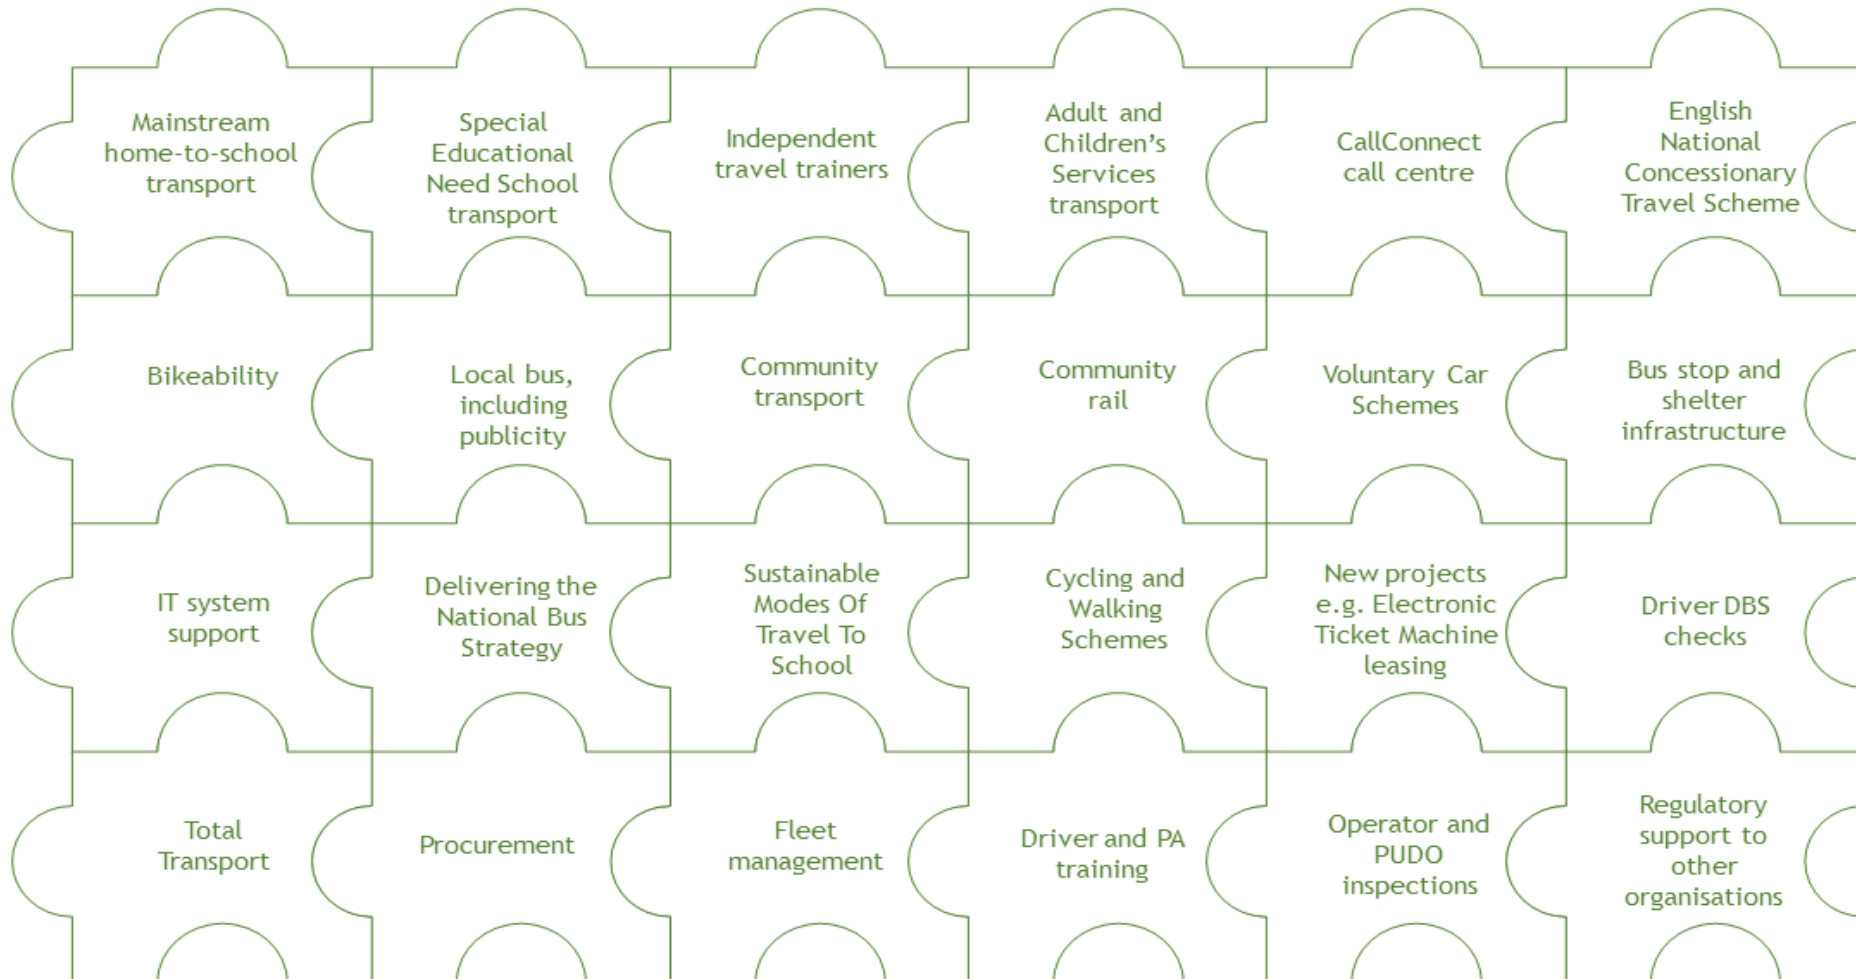 Mainstream
home-to-school
transport
Special
Educational
Need School
transport
Independent
travel trainers
Adult and
Children's
Services
transport
CallConnect
call centre
English
National
Concessionary
Travel Scheme
Bikeability
Local bus,
including
publicity
Community
transport
Community
rail
Voluntary Car
Schemes
Bus stop and
shelter
infrastructure
IT system
support
Delivering the
National Bus
Strategy
Sustainable
Modes Of
Travel To
School
Cycling and
Walking
Schemes
New projects
e.g. Electronic
Ticket Machine
leasing
Driver DBS
checks
Total
Transport
Procurement
Fleet
management
Driver and PA
training
Operator and
PUDO
inspections
Regulatory
support to
other
organisations